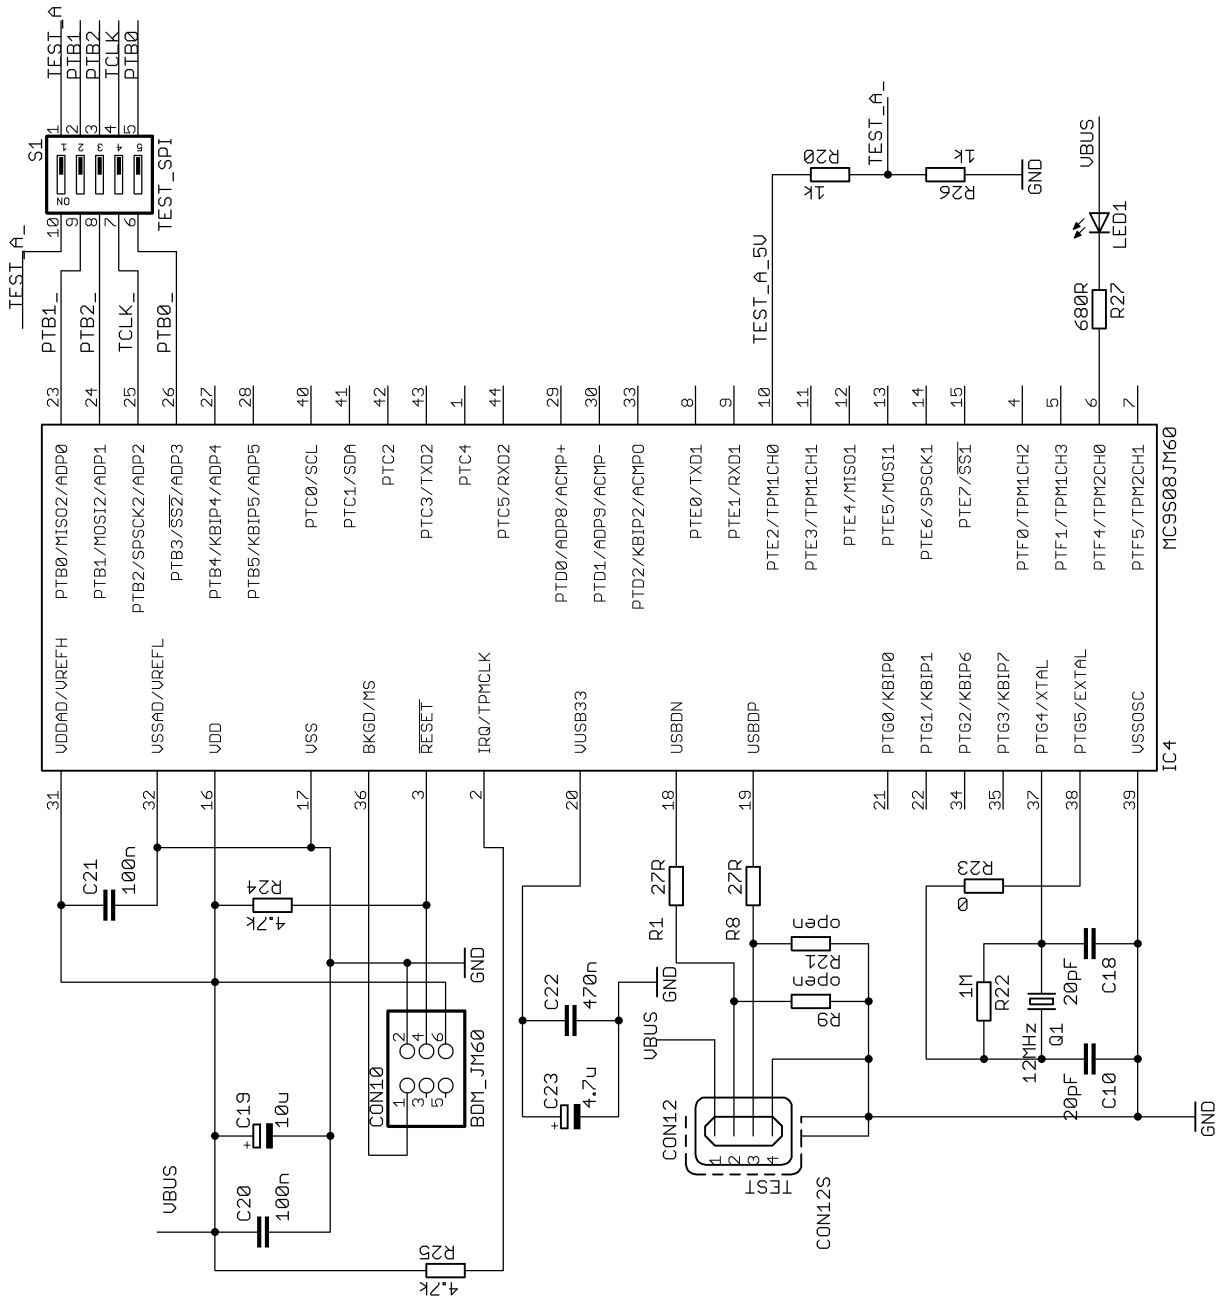 TEST_A
PTB1
PTB2
TCLK
PTB0
1
2
3
4
5
S1
1
2
3
4
5
ON
TEST_SPI
10
9
8
7
6
TEST_A_
PTB1_
PTB2_
TCLK_
PTB0_
TEST_A_5V
R20
1k
TEST_A_
1k
R26
GND
VBUS
LED1
680R
R27
23
24
25
26
27
28
40
41
42
43
1
44
29
30
33
8
9
10
11
12
13
14
15
4
5
6
7
PTB0/MISO2/ADP0
PTB1/MOSI2/ADP1
PTB2/SPSCK2/ADP2
PTB3/SS2/ADP3
PTB4/KBIP4/ADP4
PTB5/KBIP5/ADP5
PTC0/SCL
PTC1/SDA
PTC2
PTC3/TXD2
PTC4
PTC5/RXD2
PTD0/ADP8/ACMP+
PTD1/ADP9/ACMP-
PTD2/KBIP2/ACMPO
PTE0/TXD1
PTE1/RXD1
PTE2/TPM1CH0
PTE3/TPM1CH1
PTE4/MISO1
PTE5/MOSI1
PTE6/SPSCK1
PTE7/SS1
PTF0/TPM1CH2
PTF1/TPM1CH3
PTF4/TPM2CH0
PTF5/TPM2CH1
MC9S08JM60
VDDAD/VREFH
VSSAD/VREFL
VDD
VSS
BKGD/MS
RESET
IRQ/TPMCLK
VUSB33
USBDN
USBDP
PTG0/KBIP0
PTG1/KBIP1
PTG2/KBIP6
PTG3/KBIP7
PTG4/XTAL
PTG5/EXTAL
VSSOSC
IC4
31
32
16
17
36
3
2
20
18
19
21
22
34
35
37
38
39
C21
100n
R24
4.7k
GND
C22
470n
GND
C23
4.7u
CON10
2
4
6
1
3
5
BDM_JM60
C19
10u
+
VBUS
C20
100n
R25
4.7k
+
27R
R1
27R
R8
open
R21
open
R9
VBUS
CON12
1
2
3
4
TEST
CON12S
R23
0
1M
R22
20pF
C18
12MHz
Q1
20pF
C10
GND